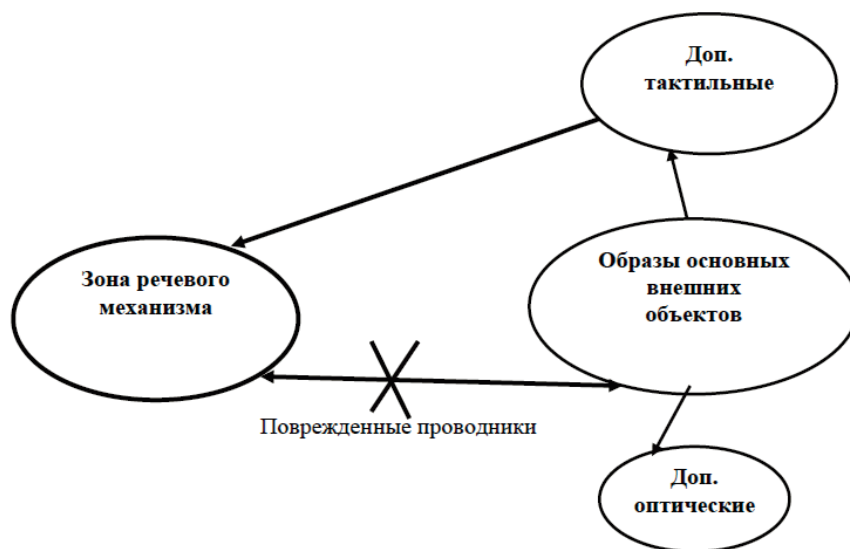 Доп.
тактильные
Зона речевого
механизма
Образы основных
внешних
объектов
Поврежденные проводники
Доп.
оптические